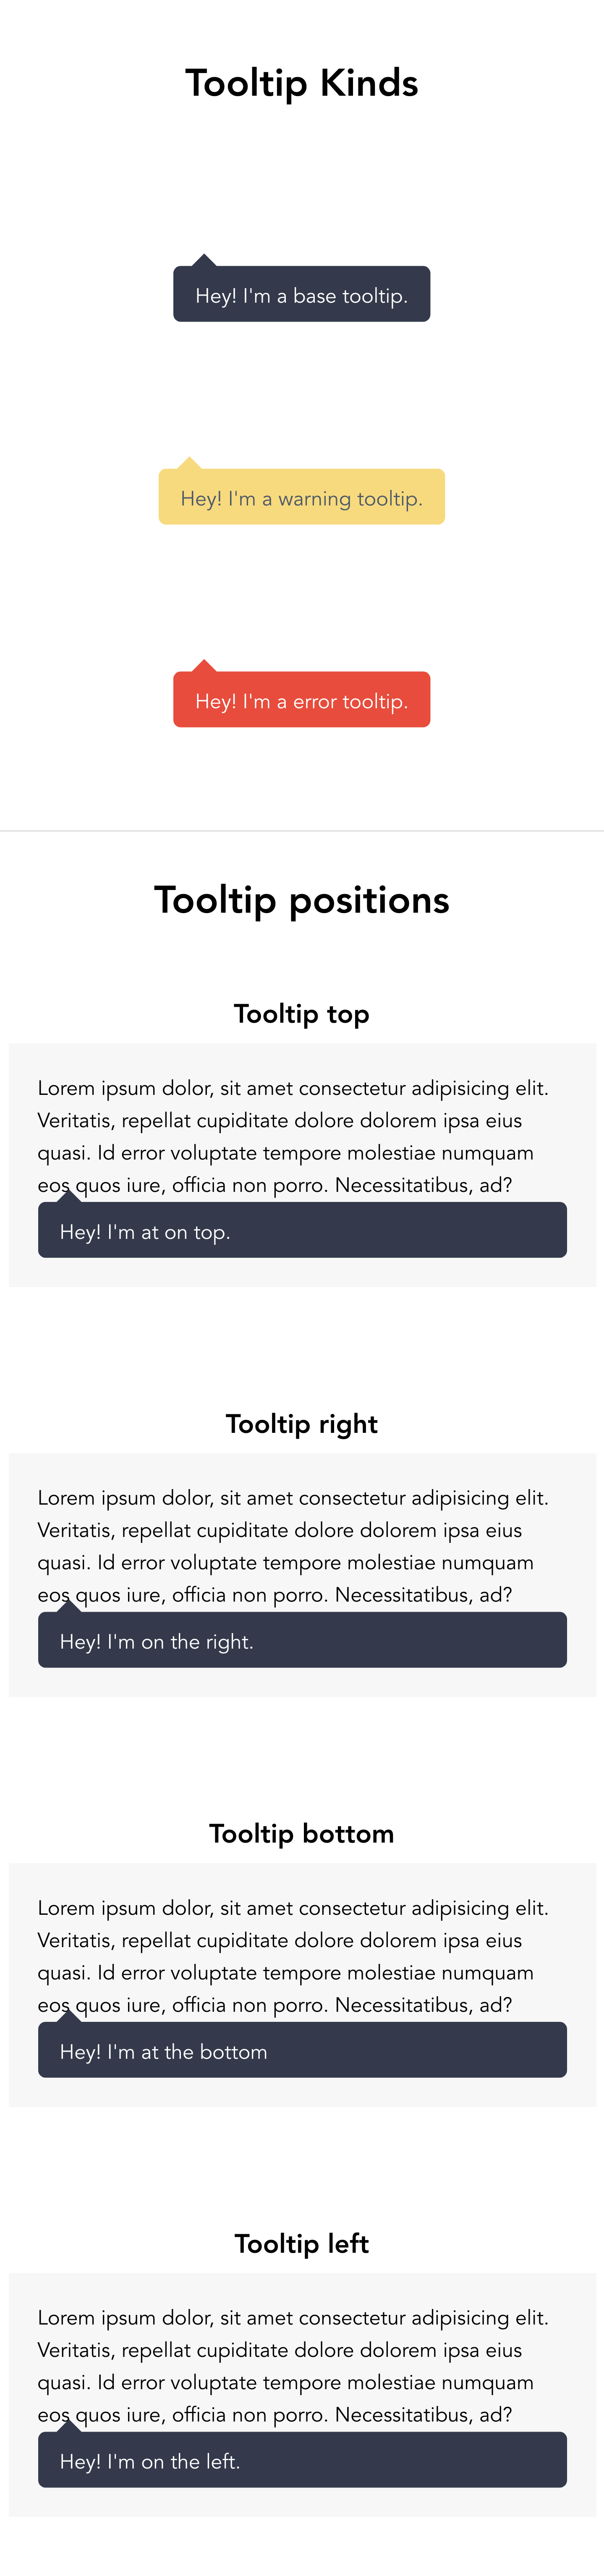 Tooltip Kinds
Hey! I'm a base tooltip.
Hey! I'm a warning tooltip.
Hey! I'm a error tooltip.
Tooltip positions
Tooltip top
Lorem ipsum dolor, sit amet consectetur adipisicing elit.
Veritatis, repellat cupiditate dolore dolorem ipsa eius
quasi. Id error voluptate tempore molestiae numquam
eos quos iure, officia non porro. Necessitatibus, ad?
Hey! I'm at on top.
Tooltip right
Lorem ipsum dolor, sit amet consectetur adipisicing elit.
Veritatis, repellat cupiditate dolore dolorem ipsa eius
quasi. Id error voluptate tempore molestiae numquam
eos quos iure, officia non porro. Necessitatibus, ad?
Hey! I'm on the right.
Tooltip bottom
Lorem ipsum dolor, sit amet consectetur adipisicing elit.
Veritatis, repellat cupiditate dolore dolorem ipsa eius
quasi. Id error voluptate tempore molestiae numquam
eos quos iure, officia non porro. Necessitatibus, ad?
Hey! I'm at the bottom
Tooltip left
Lorem ipsum dolor, sit amet consectetur adipisicing elit.
Veritatis, repellat cupiditate dolore dolorem ipsa eius
quasi. Id error voluptate tempore molestiae numquam
eos quos iure, officia non porro. Necessitatibus, ad?
Hey! I'm on the left.